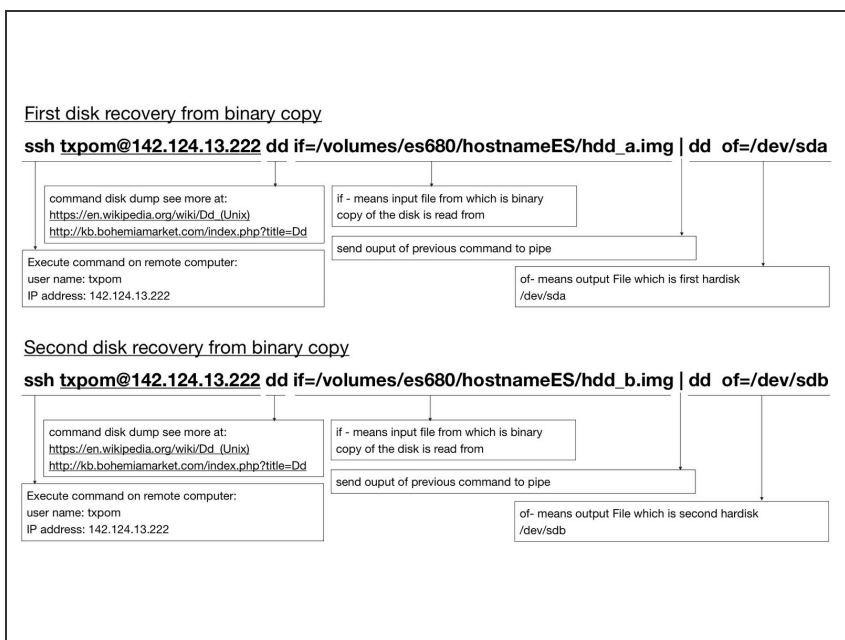 First disk recovery from binary copy
ssh txpom@142.124.13.222 dd if=/volumes/es680/hostnameES/hdd_a.img | dd of=/dev/sda
command disk dump see more at:
https://en.wikipedia.org/wiki/Dd_(Unix)
http://kb.bohemiamarket.com/index.php?title=Dd
if - means input file from which is binary
copy of the disk is read from
send ouput of previous command to pipe
Execute command on remote computer:
user name: txpom
IP address: 142.124.13.222
of- means output File which is first hardisk
/dev/sda
Second disk recovery from binary copy
ssh txpom@142.124.13.222 dd if=/volumes/es680/hostnameES/hdd_b.img | dd of=/dev/sdb
command disk dump see more at:
https://en.wikipedia.org/wiki/Dd_(Unix)
http://kb.bohemiamarket.com/index.php?title=Dd
if - means input file from which is binary
copy of the disk is read from
send ouput of previous command to pipe
Execute command on remote computer:
user name: txpom
IP address: 142.124.13.222
of- means output File which is second hardisk
/dev/sdb